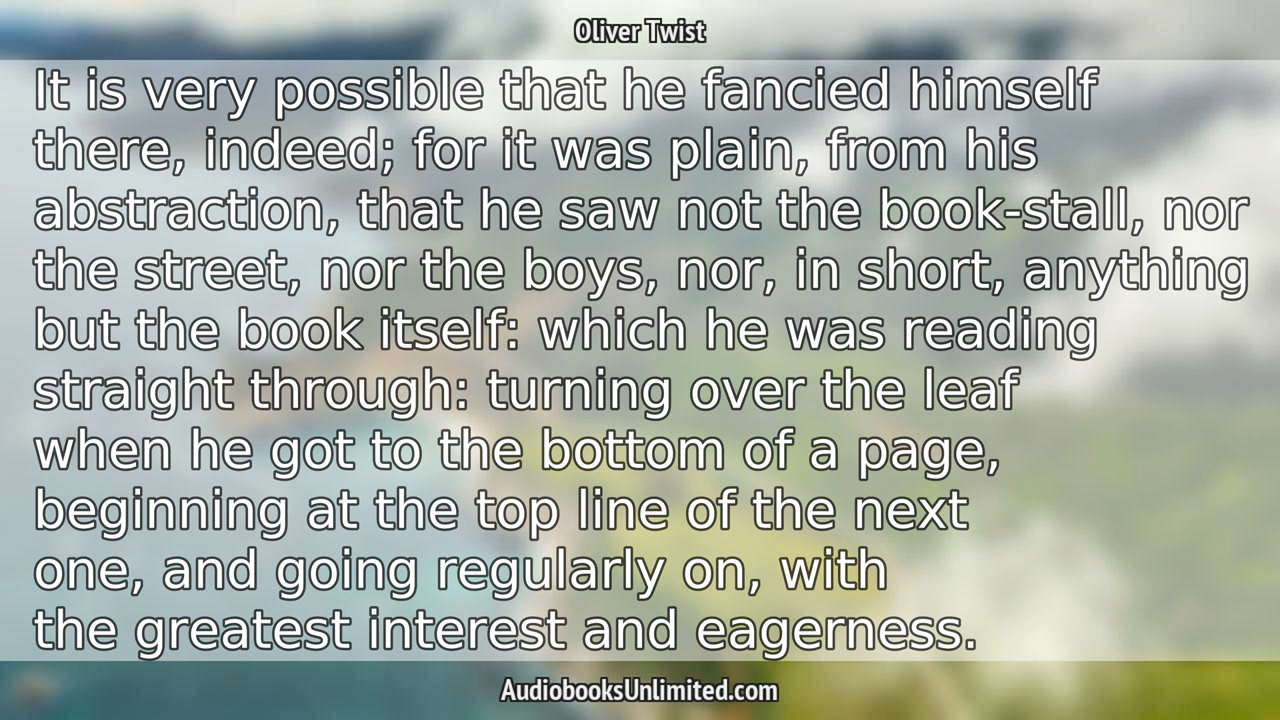 Oliver Twist
It is very possible that he fancied himself
there, indeed; for it was plain, from his
abstraction, that he saw not the book-stall, nor
the street, nor the boys, nor, in short, anything
but the book itself: which he was reading
straight through: turning over the leaf
when he got to the bottom of a page,
beginning at the top line of the next
one, and going regularly on, with
the greatest interest and eagerness.
AudiobooksUnlimited.com